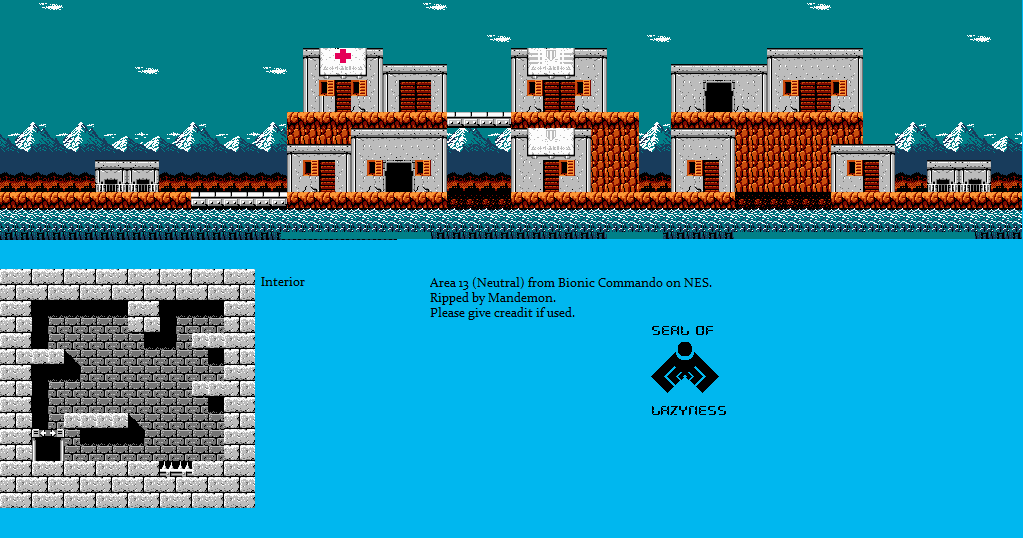 Interior
Area 13 (Neutral) from Bionic Commando on NES.
Ripped by Mandemon.
Please give creadit if used.
SEAL OF
LAZYNESS